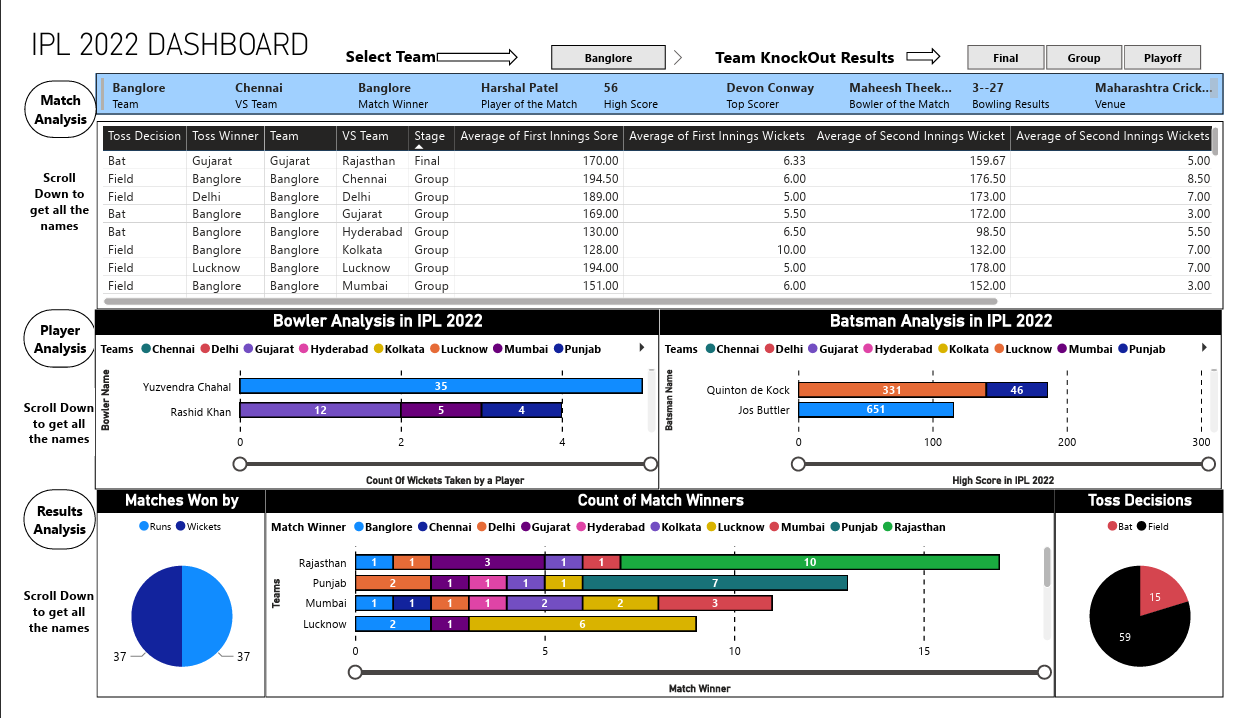 IPL 2022 DASHBOARD
Select Team
Banglore
Team KnockOut Results
Final Group Playoff
Match Analysis
Banglore Chennai Banglore Harshal Patel 56 Devon Conway Maheesh Theek... 3--27 Maharashtra Crick...
Team VS Team Match Winner Player of the Match High Score Top Scorer Bowler of the Match Bowling Results Venue
Scroll Down to get all the names
Toss Decision Toss Winner Team VS Team Stage Average of First Innings Sore Average of First Innings Wickets Average of Second Innings Wicket Average of Second Innings Wickets
Bat Gujarat Gujarat Rajasthan Final 170.00 6.33 159.67 5.00
Field Banglore Banglore Chennai Group 194.50 6.00 176.50 8.50
Field Delhi Banglore Delhi Group 189.00 5.00 173.00 7.00
Bat Banglore Banglore Gujarat Group 169.00 5.50 172.00 3.00
Bat Banglore Banglore Hyderabad Group 130.00 6.50 98.50 5.50
Field Banglore Banglore Kolkata Group 128.00 10.00 132.00 7.00
Field Lucknow Banglore Lucknow Group 194.00 5.00 178.00 7.00
Field Banglore Banglore Mumbai Group 151.00 6.00 152.00 3.00
Player Analysis
Scroll Down to get all the names
Bowler Analysis in IPL 2022
Teams Chennai Delhi Gujarat Hyderabad Kolkata Lucknow Mumbai Punjab
Bowler Name
Yuzvendra Chahal 35
Rashid Khan 12 5 4
0 2 4
Count Of Wickets Taken by a Player
Batsman Analysis in IPL 2022
Teams Chennai Delhi Gujarat Hyderabad Kolkata Lucknow Mumbai Punjab
Batsman Name
Quinton de Kock 331 46
Jos Buttler 651
0 100 200 300
High Score in IPL 2022
Results Analysis
Scroll Down to get all the names
Matches Won by
Runs Wickets
37 37
Count of Match Winners
Match Winner Banglore Chennai Delhi Gujarat Hyderabad Kolkata Lucknow Mumbai Punjab Rajasthan
Teams
Rajasthan 1 1 3 1 1 10
Punjab 2 1 1 1 1 7
Mumbai 1 1 1 1 2 2 3
Lucknow 2 1 6
0 5 10 15
Match Winner
Toss Decisions
Bat Field
15
59